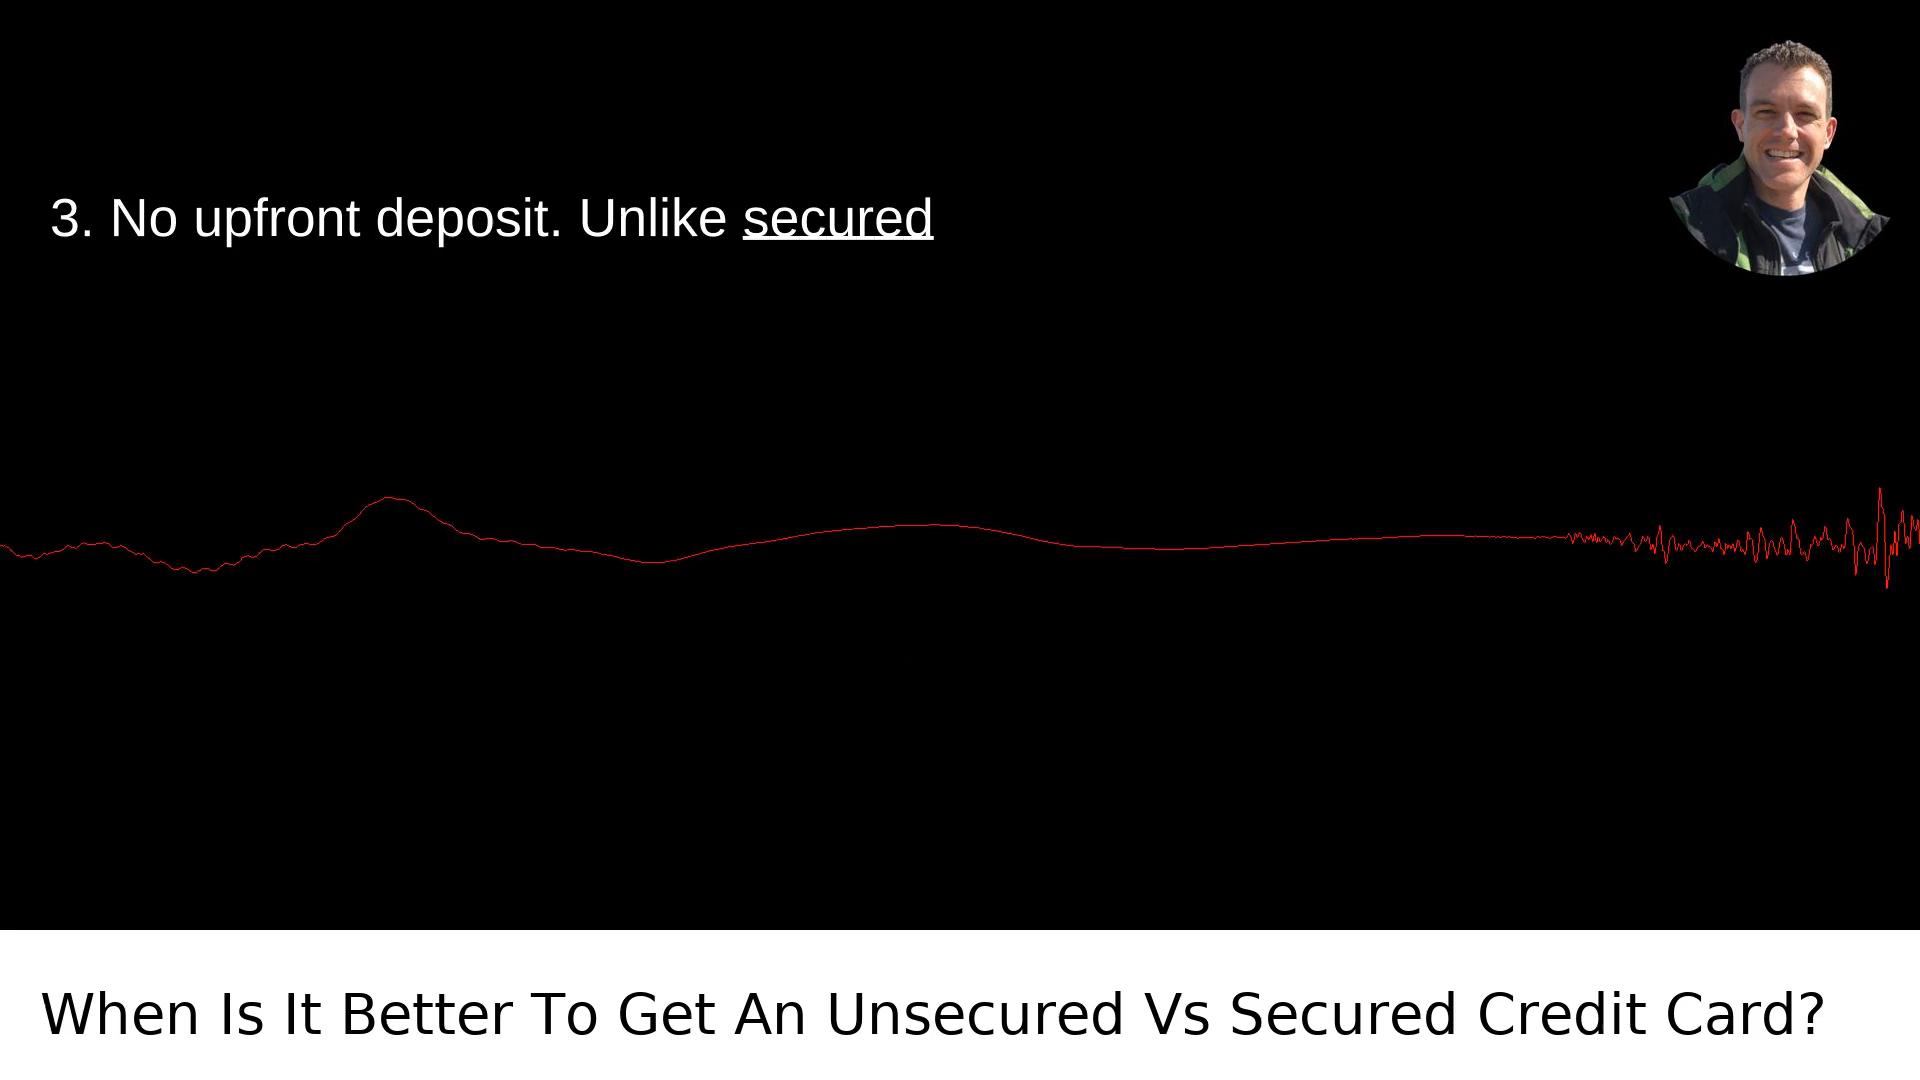 3. No upfront deposit. Unlike secured
When Is It Better To Get An Unsecured Vs Secured Credit Card?